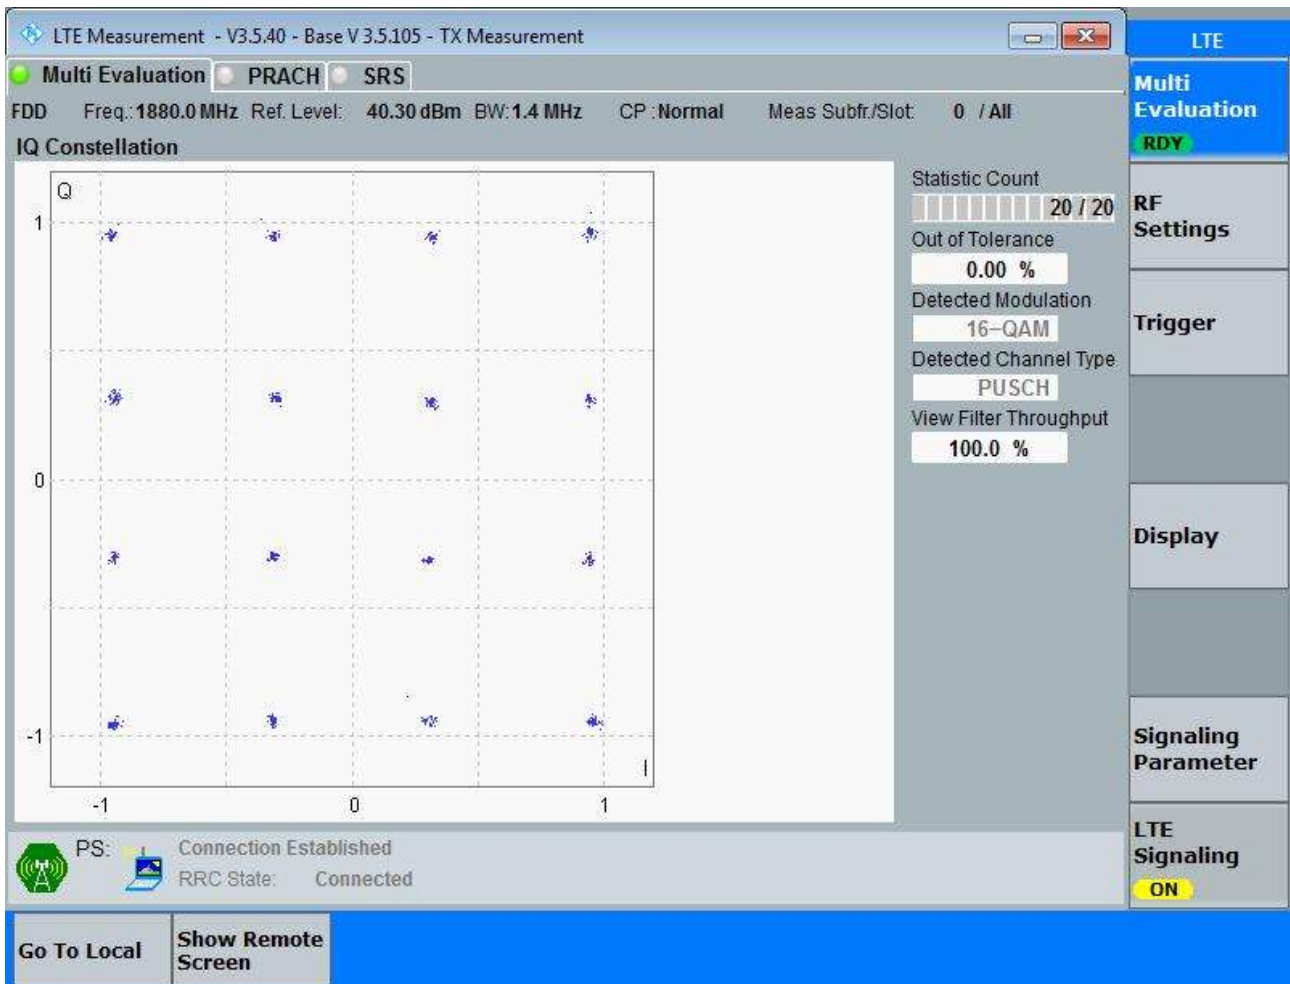 LTE Measurement - V3.5.40 - Base V 3.5.105 - TX Measurement
LTE
Multi Evaluation PRACH SRS
FDD Freq.: 1880.0 MHz Ref. Level: 40.30 dBm BW: 1.4 MHz CP : Normal Meas Subfr./Slot: 0 / All
IQ Constellation
Q
1
0
-1
I
-1 0 1
Statistic Count
20 / 20
Out of Tolerance
0.00 %
Detected Modulation
16-QAM
Detected Channel Type
PUSCH
View Filter Throughput
100.0 %
Multi
Evaluation
RDY
RF
Settings
Trigger
Display
Signaling
Parameter
LTE
Signaling
ON
PS: Connection Established
RRC State: Connected
Go To Local
Show Remote
Screen